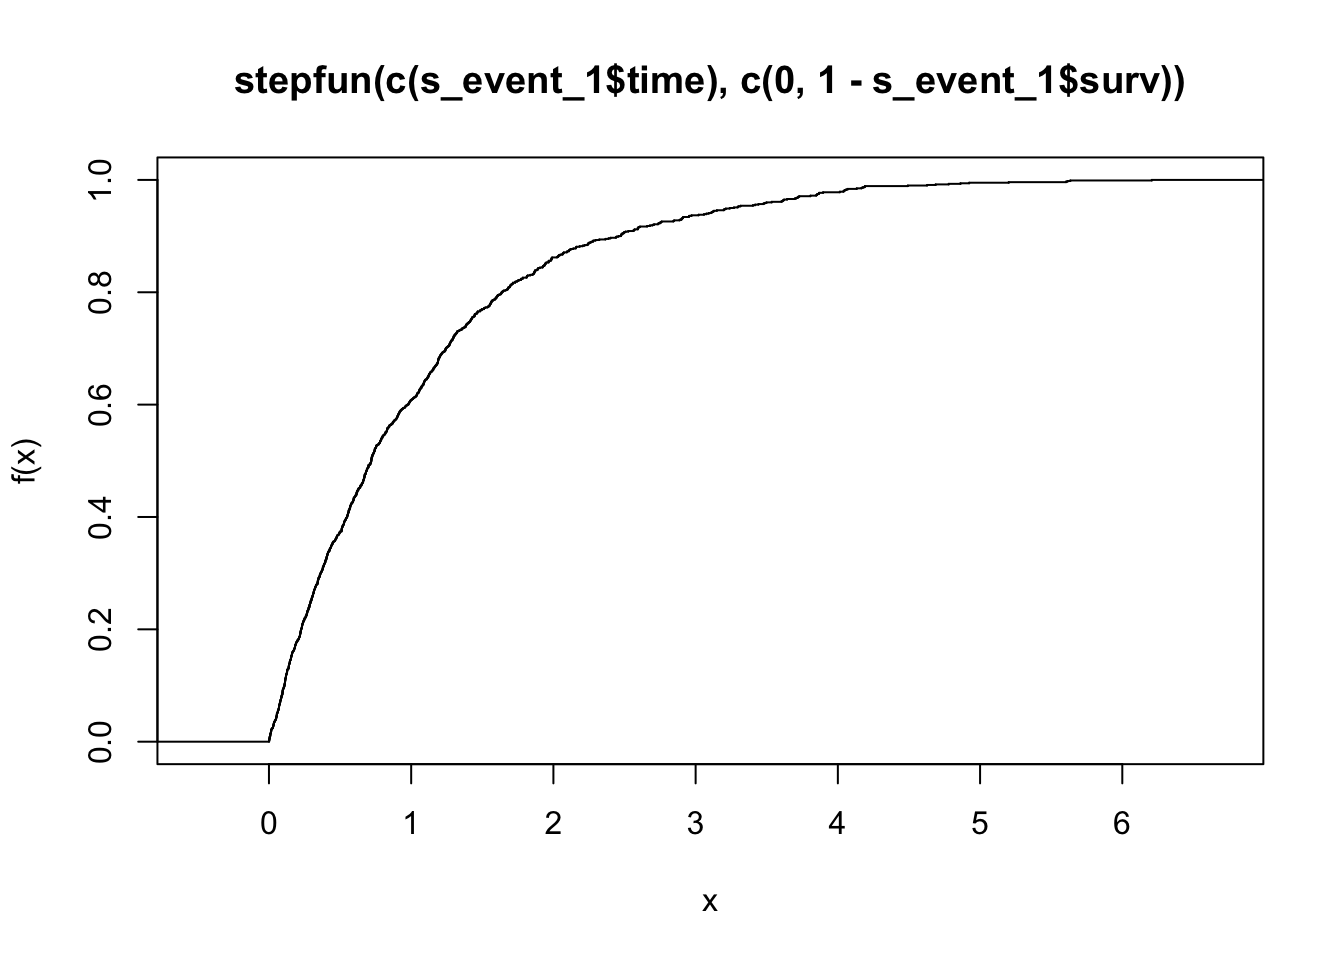 stepfun(c(s_event_1$time), c(0, 1 - s_event_1$surv))
1.0
0.8
0.6
0.4
0.2
0.0
f(x)
0 1 2 3 4 5 6
x